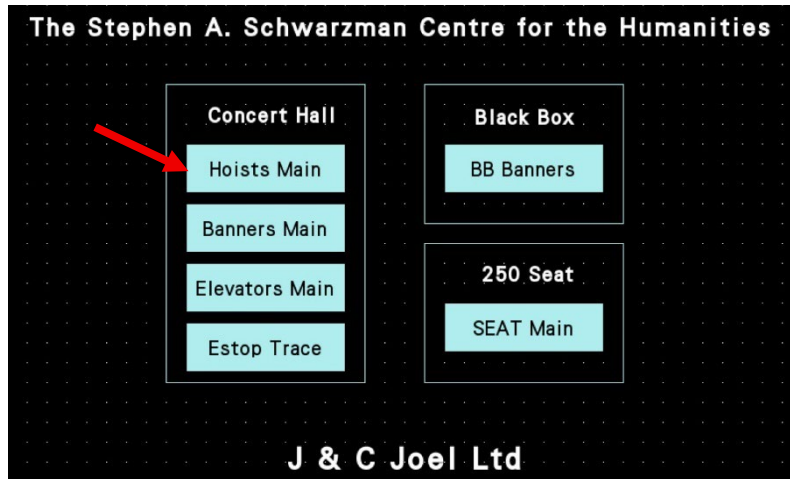 The Stephen A. Schwarzman Centre for the Humanities
Concert Hall
Hoists Main
Banners Main
Elevators Main
Estop Trace
Black Box
BB Banners
250 Seat
SEAT Main
J & C Joel Ltd